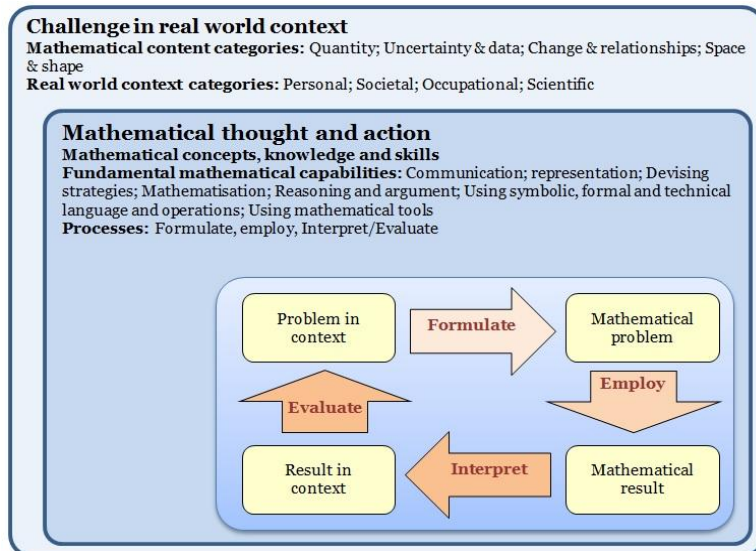 Challenge in real world context
Mathematical content categories: Quantity; Uncertainty & data; Change & relationships; Space
& shape
Real world context categories: Personal; Societal; Occupational; Scientific
Mathematical thought and action
Mathematical concepts, knowledge and skills
Fundamental mathematical capabilities: Communication; representation; Devising
strategies; Mathematisation; Reasoning and argument; Using symbolic, formal and technical
language and operations; Using mathematical tools
Processes: Formulate, employ, Interpret/Evaluate
Problem in
context
Formulate
Mathematical
problem
Employ
Evaluate
Result in
context
Interpret
Mathematical
result